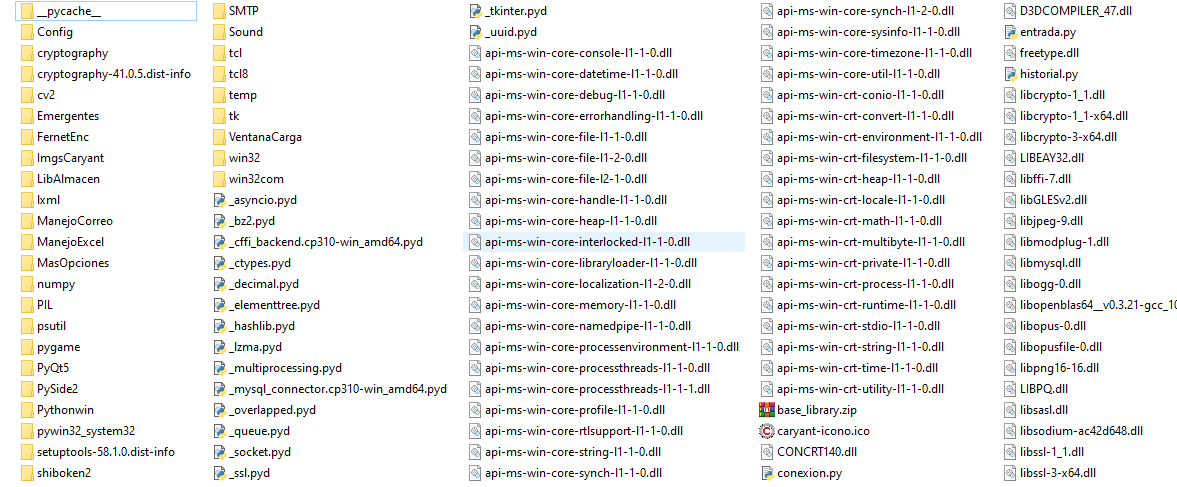 __pycache__
Config
cryptography
cryptography-41.0.5.dist-info
cv2
Emergentes
FernetEnc
ImgsCaryant
LibAlmacen
lxml
ManejoCorreo
ManejoExcel
MasOpciones
numpy
PIL
psutil
pygame
PyQt5
PySide2
Pythonwin
pywin32_system32
setuptools-58.1.0.dist-info
shiboken2
SMTP
Sound
tcl
tcl8
temp
tk
VentanaCarga
win32
win32com
_asyncio.pyd
_bz2.pyd
_cffi_backend.cp310-win_amd64.pyd
_ctypes.pyd
_decimal.pyd
_elementtree.pyd
_hashlib.pyd
_lzma.pyd
_multiprocessing.pyd
_mysql_connector.cp310-win_amd64.pyd
_overlapped.pyd
_queue.pyd
_socket.pyd
_ssl.pyd
_tkinter.pyd
_uuid.pyd
api-ms-win-core-console-l1-1-0.dll
api-ms-win-core-datetime-l1-1-0.dll
api-ms-win-core-debug-l1-1-0.dll
api-ms-win-core-errorhandling-l1-1-0.dll
api-ms-win-core-file-l1-1-0.dll
api-ms-win-core-file-l1-2-0.dll
api-ms-win-core-file-l2-1-0.dll
api-ms-win-core-handle-l1-1-0.dll
api-ms-win-core-heap-l1-1-0.dll
api-ms-win-core-interlocked-l1-1-0.dll
api-ms-win-core-libraryloader-l1-1-0.dll
api-ms-win-core-localization-l1-2-0.dll
api-ms-win-core-memory-l1-1-0.dll
api-ms-win-core-namedpipe-l1-1-0.dll
api-ms-win-core-processenvironment-l1-1-0.dll
api-ms-win-core-processthreads-l1-1-0.dll
api-ms-win-core-processthreads-l1-1-1.dll
api-ms-win-core-profile-l1-1-0.dll
api-ms-win-core-rtlsupport-l1-1-0.dll
api-ms-win-core-string-l1-1-0.dll
api-ms-win-core-synch-l1-1-0.dll
api-ms-win-core-synch-l1-2-0.dll
api-ms-win-core-sysinfo-l1-1-0.dll
api-ms-win-core-timezone-l1-1-0.dll
api-ms-win-core-util-l1-1-0.dll
api-ms-win-crt-conio-l1-1-0.dll
api-ms-win-crt-convert-l1-1-0.dll
api-ms-win-crt-environment-l1-1-0.dll
api-ms-win-crt-filesystem-l1-1-0.dll
api-ms-win-crt-heap-l1-1-0.dll
api-ms-win-crt-locale-l1-1-0.dll
api-ms-win-crt-math-l1-1-0.dll
api-ms-win-crt-multibyte-l1-1-0.dll
api-ms-win-crt-private-l1-1-0.dll
api-ms-win-crt-process-l1-1-0.dll
api-ms-win-crt-runtime-l1-1-0.dll
api-ms-win-crt-stdio-l1-1-0.dll
api-ms-win-crt-string-l1-1-0.dll
api-ms-win-crt-time-l1-1-0.dll
api-ms-win-crt-utility-l1-1-0.dll
base_library.zip
caryant-icono.ico
CONCRT140.dll
conexion.py
D3DCOMPILER_47.dll
entrada.py
freetype.dll
historial.py
libcrypto-1_1.dll
libcrypto-1_1-x64.dll
libcrypto-3-x64.dll
LIBEAY32.dll
libffi-7.dll
libGLESv2.dll
libjpeg-9.dll
libmodplug-1.dll
libmysql.dll
libogg-0.dll
libopenblas64__v0.3.21-gcc_10
libopus-0.dll
libopusfile-0.dll
libpng16-16.dll
LIBPQ.dll
libsasl.dll
libsodium-ac42d648.dll
libssl-1_1.dll
libssl-3-x64.dll